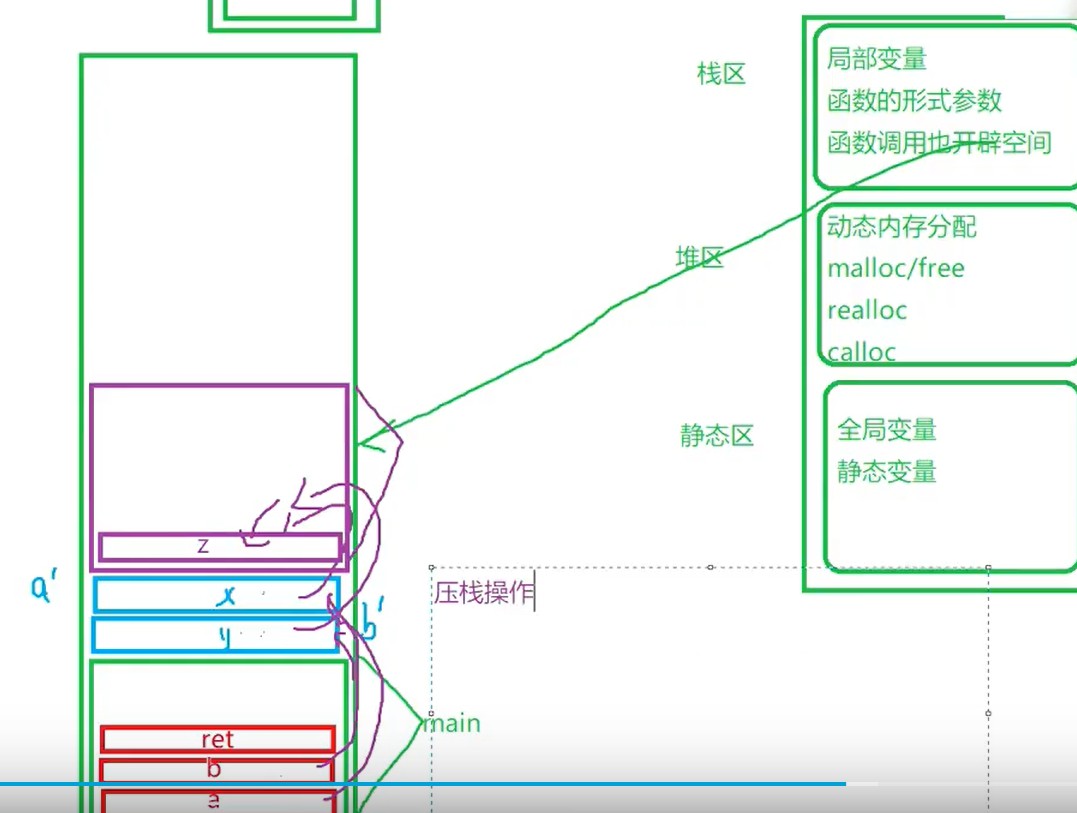 栈区
局部变量
函数的形式参数
函数调用也开辟空间
堆区
动态内存分配
malloc/free
realloc
calloc
静态区
全局变量
静态变量
z
a'
x
b'
y
压栈操作
main
ret
b
a